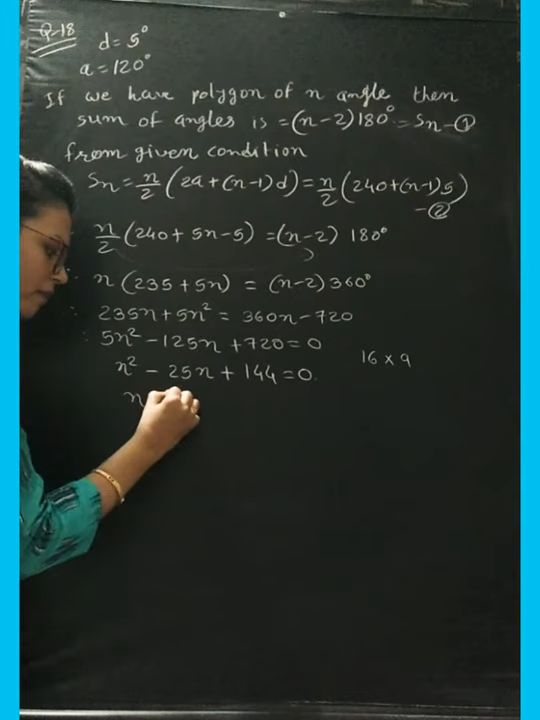 Q-18
d = 5°
a = 120°
If we have polygon of n angle then
sum of angles is = (n-2)180° = Sn - ①
from given condition
Sn = n/2 (2a + (n-1) d) = n/2 (240 + (n-1) 5)
- ②
n/2 (240 + 5n - 5) = (n-2) 180°
∴ n (235 + 5n) = (n-2) 360°
∴ 235n + 5n² = 360n - 720
∴ 5n² - 125n + 720 = 0
n² - 25n + 144 = 0.
16 × 9
n